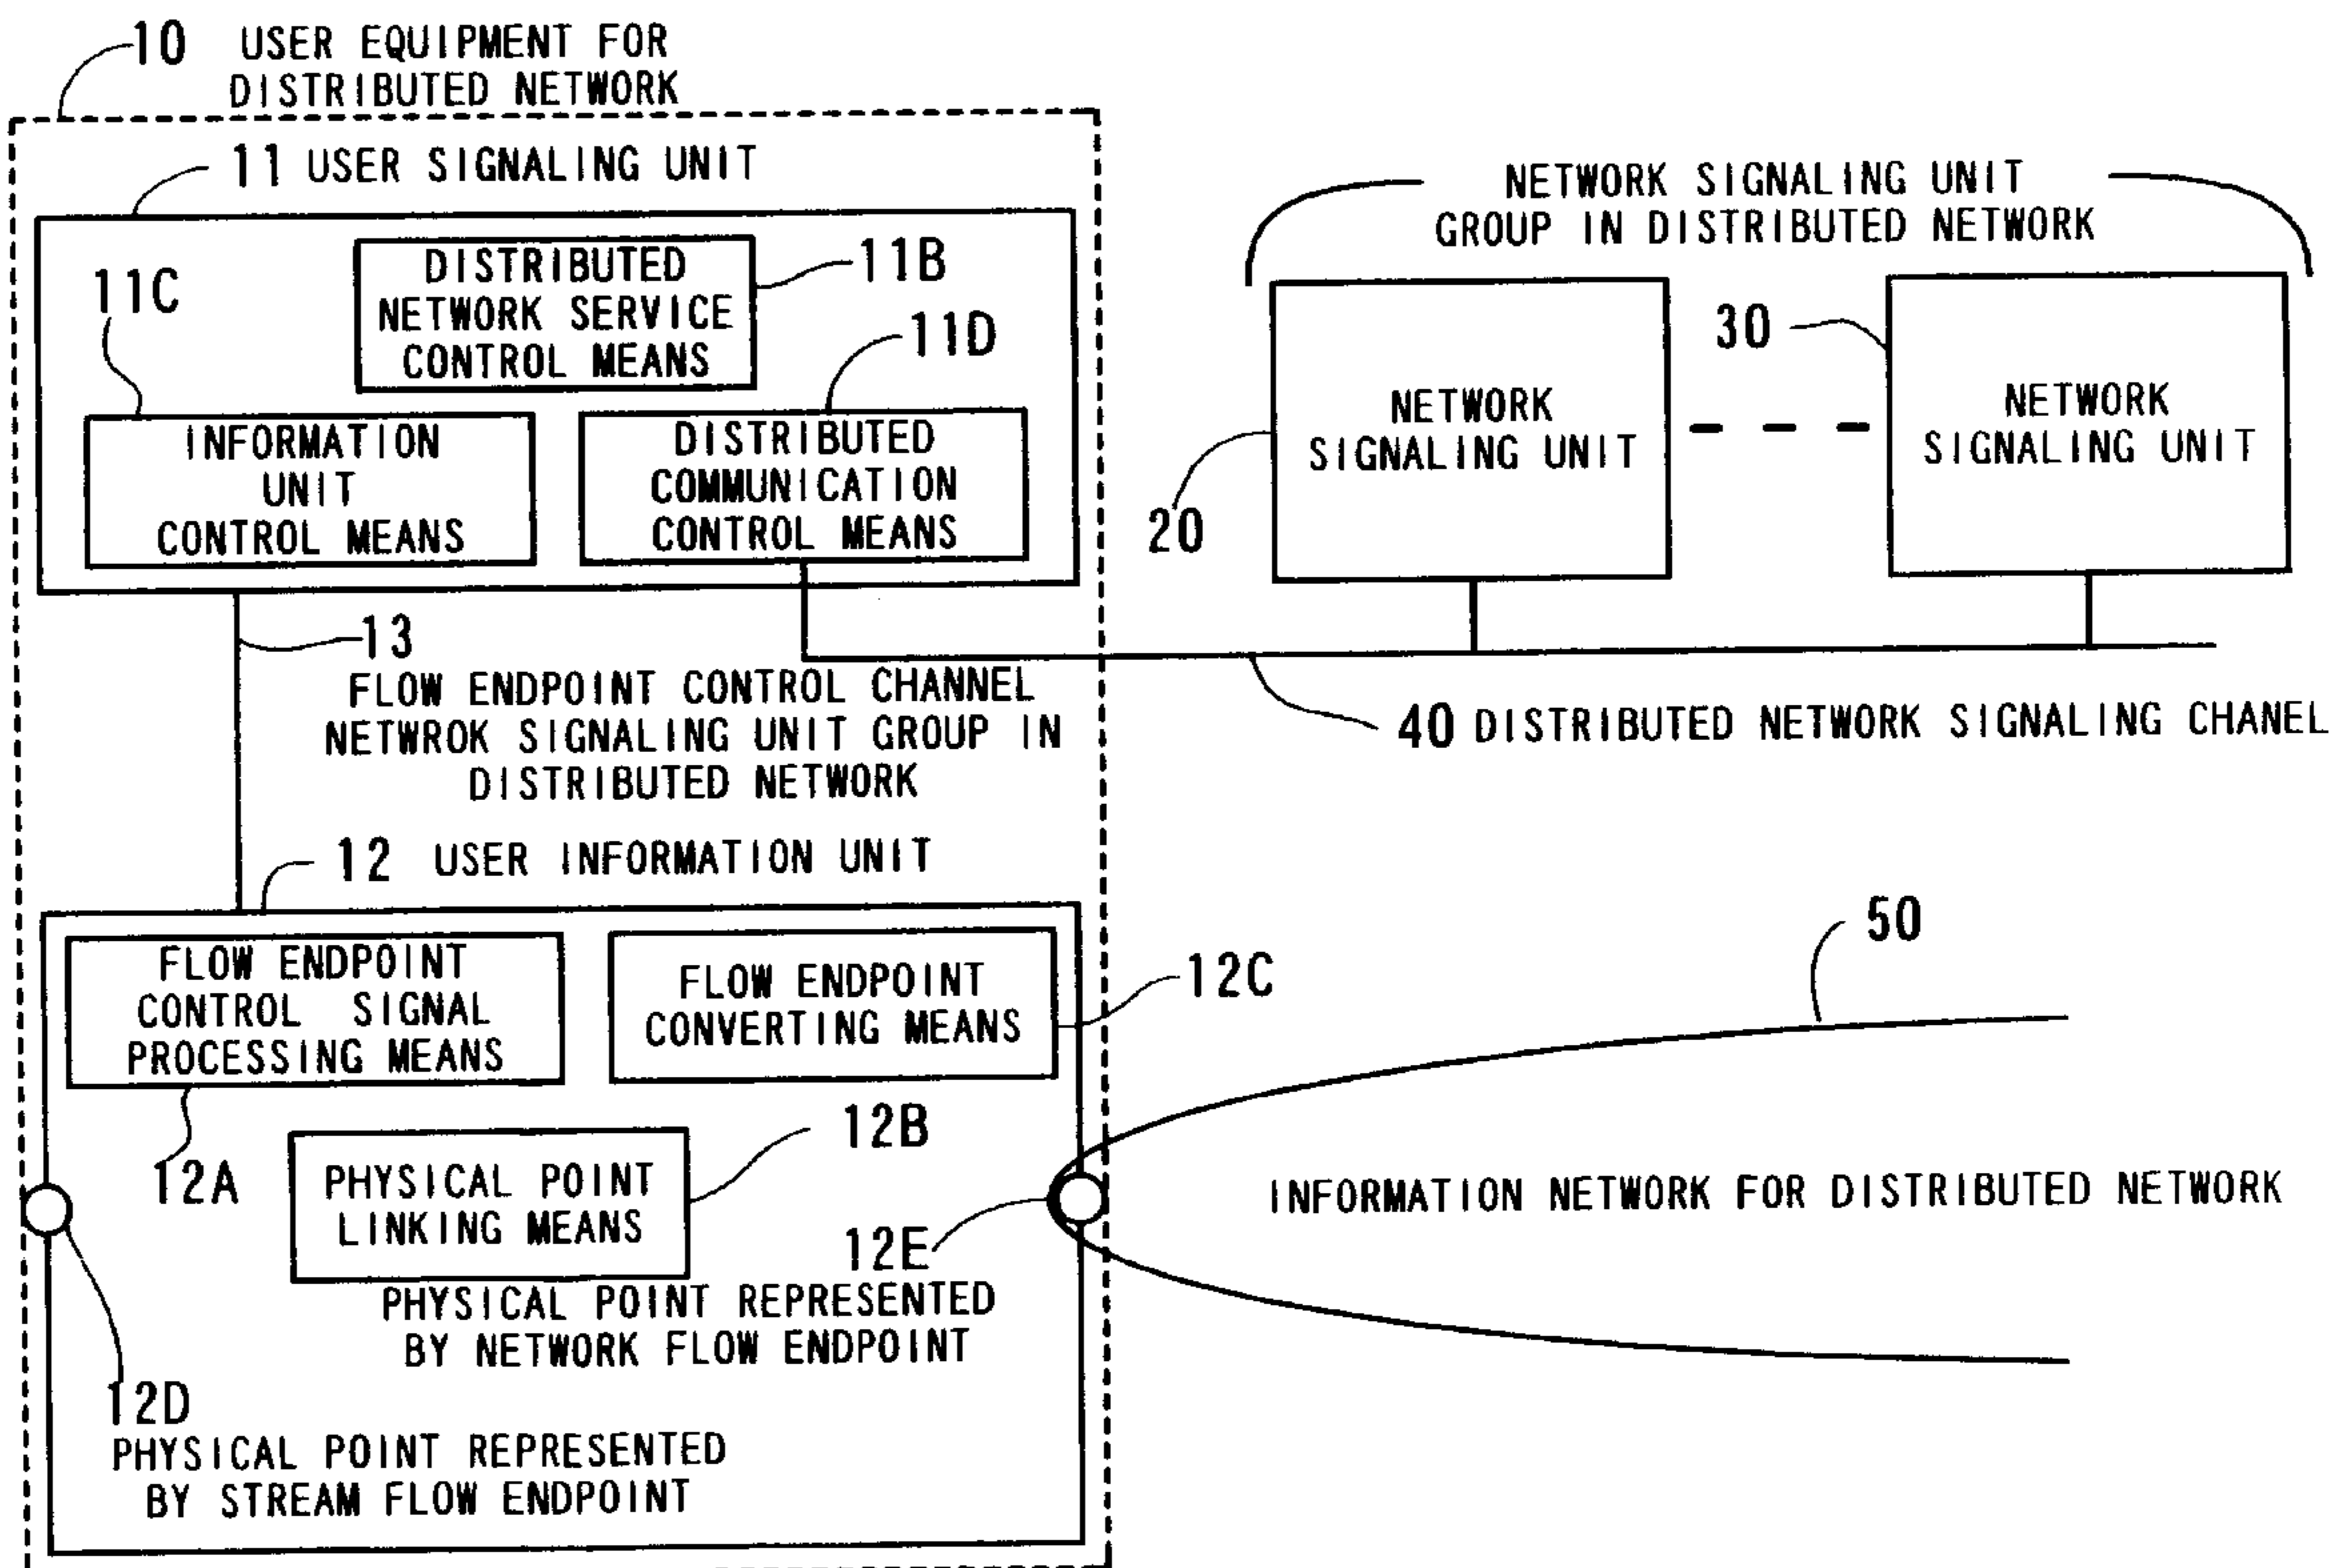 10 USER EQUIPMENT FOR
DISTRIBUTED NETWORK
11 USER SIGNALING UNIT
DISTRIBUTED
NETWORK SERVICE
CONTROL MEANS
11B
11C
11D
INFORMATION
UNIT
CONTROL MEANS
DISTRIBUTED
COMMUNICATION
CONTROL MEANS
NETWORK SIGNALING UNIT
GROUP IN DISTRIBUTED NETWORK
30
NETWORK
SIGNALING UNIT
NETWORK
SIGNALING UNIT
20
13
FLOW ENDPOINT CONTROL CHANNEL
NETWROK SIGNALING UNIT GROUP IN
DISTRIBUTED NETWORK
40 DISTRIBUTED NETWORK SIGNALING CHANEL
12 USER INFORMATION UNIT
FLOW ENDPOINT
CONTROL SIGNAL
PROCESSING MEANS
FLOW ENDPOINT
CONVERTING MEANS
12C
50
12A
PHYSICAL POINT
LINKING MEANS
12B
12E
PHYSICAL POINT REPRESENTED
BY NETWORK FLOW ENDPOINT
INFORMATION NETWORK FOR DISTRIBUTED NETWORK
12D
PHYSICAL POINT REPRESENTED
BY STREAM FLOW ENDPOINT